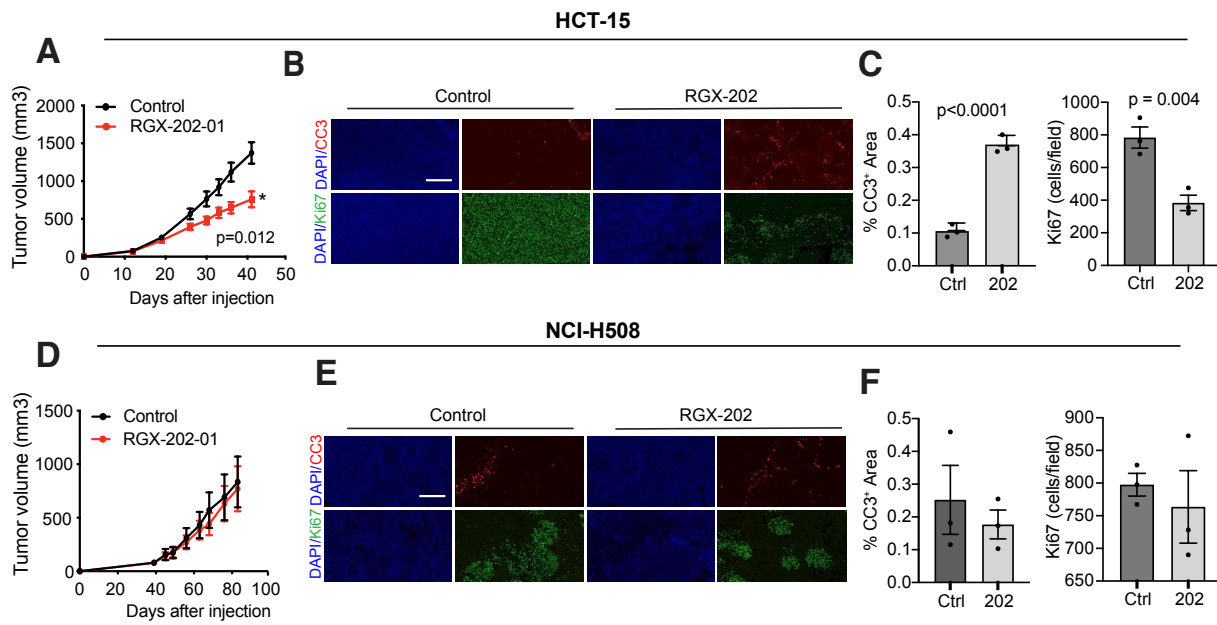 HCT-15
A
Tumor volume (mm3)
2000
1500
1000
500
0
Control
RGX-202-01
*
p=0.012
0 10 20 30 40 50
Days after injection
B
Control
RGX-202
DAPI/CC3
DAPI/Ki67
C
% CC3+ Area
0.5
0.4
0.3
0.2
0.1
0.0
p<0.0001
Ctrl 202
Ki67 (cells/field)
1000
800
600
400
200
0
p = 0.004
Ctrl 202
NCI-H508
D
Tumor volume (mm3)
1500
1000
500
0
Control
RGX-202-01
0 20 40 60 80 100
Days after injection
E
Control
RGX-202
DAPI/CC3
DAPI/Ki67
F
% CC3+ Area
0.5
0.4
0.3
0.2
0.1
0.0
Ctrl 202
Ki67 (cells/field)
900
850
800
750
700
650
Ctrl 202